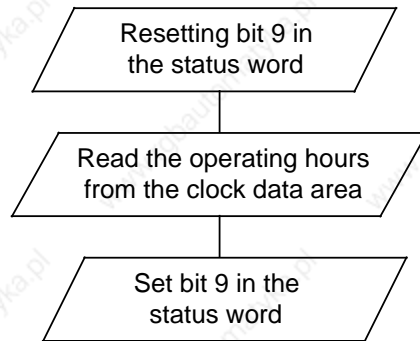 Resetting bit 9 in
the status word
Read the operating hours
from the clock data area
Set bit 9 in the
status word